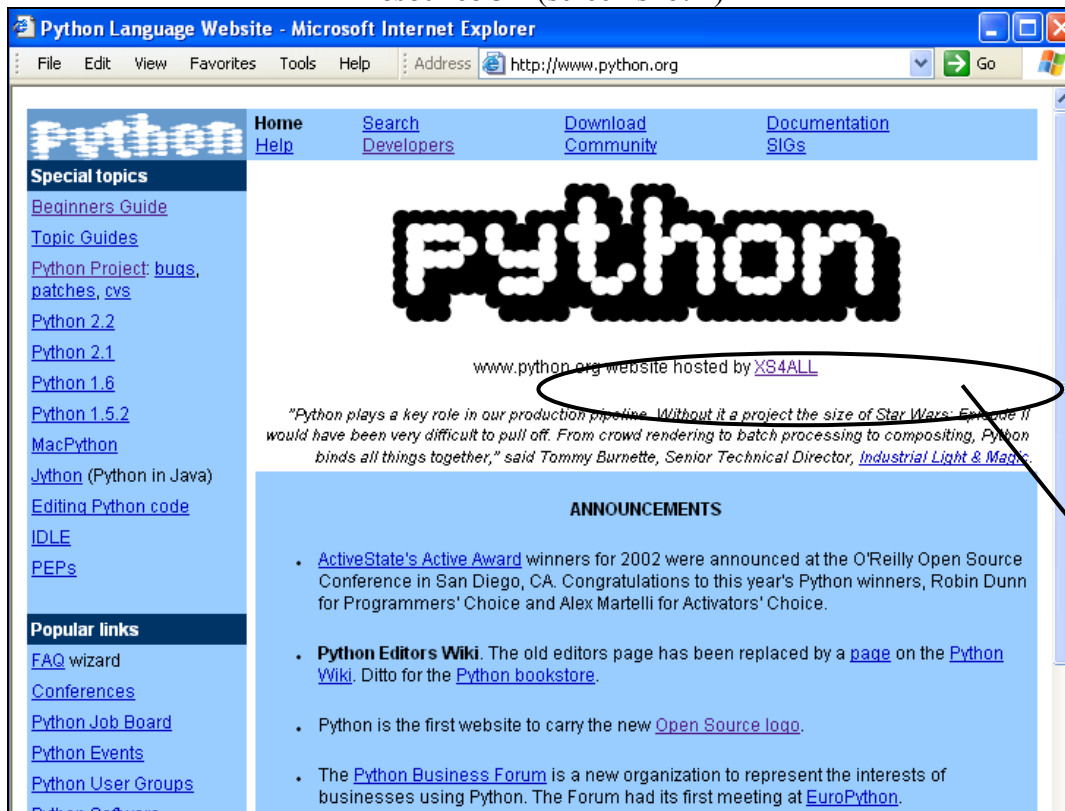 Python Language Website - Microsoft Internet Explorer
File Edit View Favorites Tools Help Address http://www.python.org Go
python
Home Search Download Documentation
Help Developers Community SIGs
Special topics
Beginners Guide
Topic Guides
Python Project: bugs,
patches, cvs
Python 2.2
Python 2.1
Python 1.6
Python 1.5.2
MacPython
Jython (Python in Java)
Editing Python code
IDLE
PEPs
Popular links
FAQ wizard
Conferences
Python Job Board
Python Events
Python User Groups
python
www.python.org website hosted by XS4ALL
"Python plays a key role in our production pipeline. Without it a project the size of Star Wars: Episode II
would have been very difficult to pull off. From crowd rendering to batch processing to compositing, Python
binds all things together," said Tommy Burnette, Senior Technical Director, Industrial Light & Magic.
ANNOUNCEMENTS
• ActiveState's Active Award winners for 2002 were announced at the O'Reilly Open Source
Conference in San Diego, CA. Congratulations to this year's Python winners, Robin Dunn
for Programmers' Choice and Alex Martelli for Activators' Choice.
• Python Editors Wiki. The old editors page has been replaced by a page on the Python
Wiki. Ditto for the Python bookstore.
• Python is the first website to carry the new Open Source logo.
• The Python Business Forum is a new organization to represent the interests of
businesses using Python. The Forum had its first meeting at EuroPython.